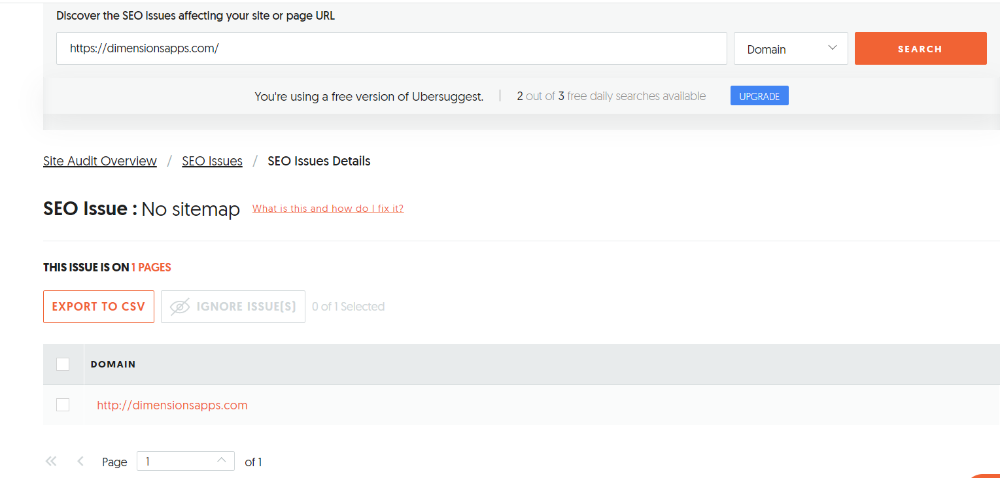 Discover the SEO Issues affecting your site or page URL
https://dimensionsapps.com/ Domain SEARCH
You're using a free version of Ubersuggest. 2 out of 3 free daily searches available UPGRADE
Site Audit Overview / SEO Issues / SEO Issues Details
SEO Issue : No sitemap What is this and how do I fix it?
THIS ISSUE IS ON 1 PAGES
EXPORT TO CSV IGNORE ISSUE(S) 0 of 1 Selected
DOMAIN
http://dimensionsapps.com
Page 1 of 1